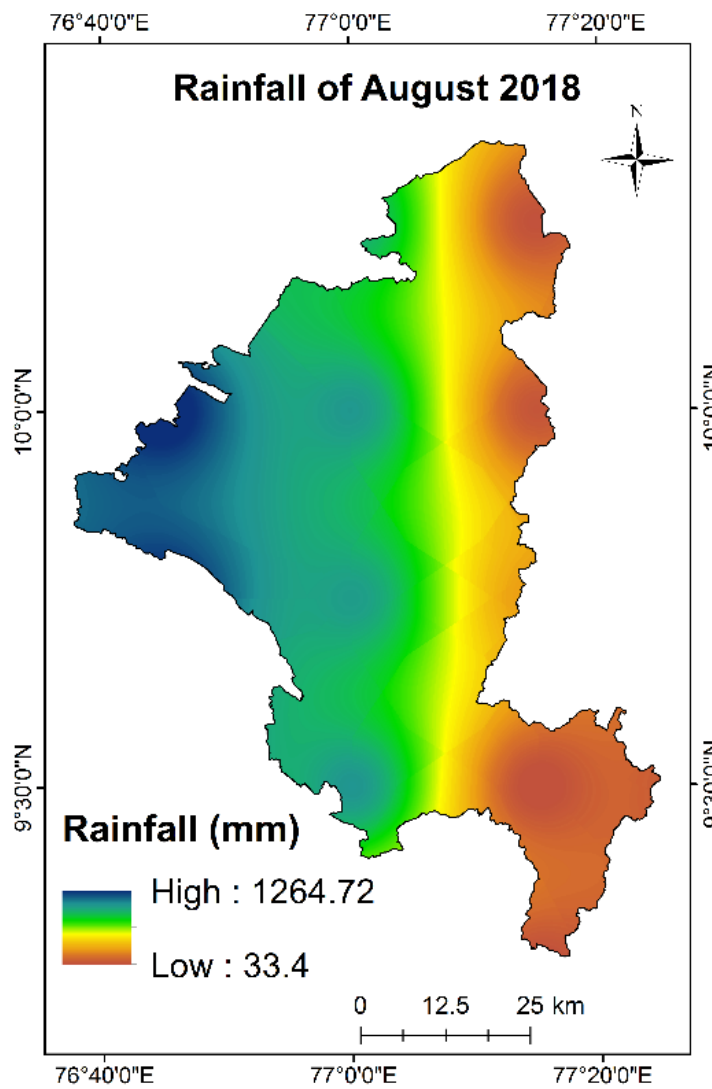 76°40'0"E 77°0'0"E 77°20'0"E
Rainfall of August 2018
N
10°0'0"N 10°0'0"N
9°30'0"N 9°30'0"N
Rainfall (mm)
High : 1264.72
Low : 33.4
0 12.5 25 km
76°40'0"E 77°0'0"E 77°20'0"E